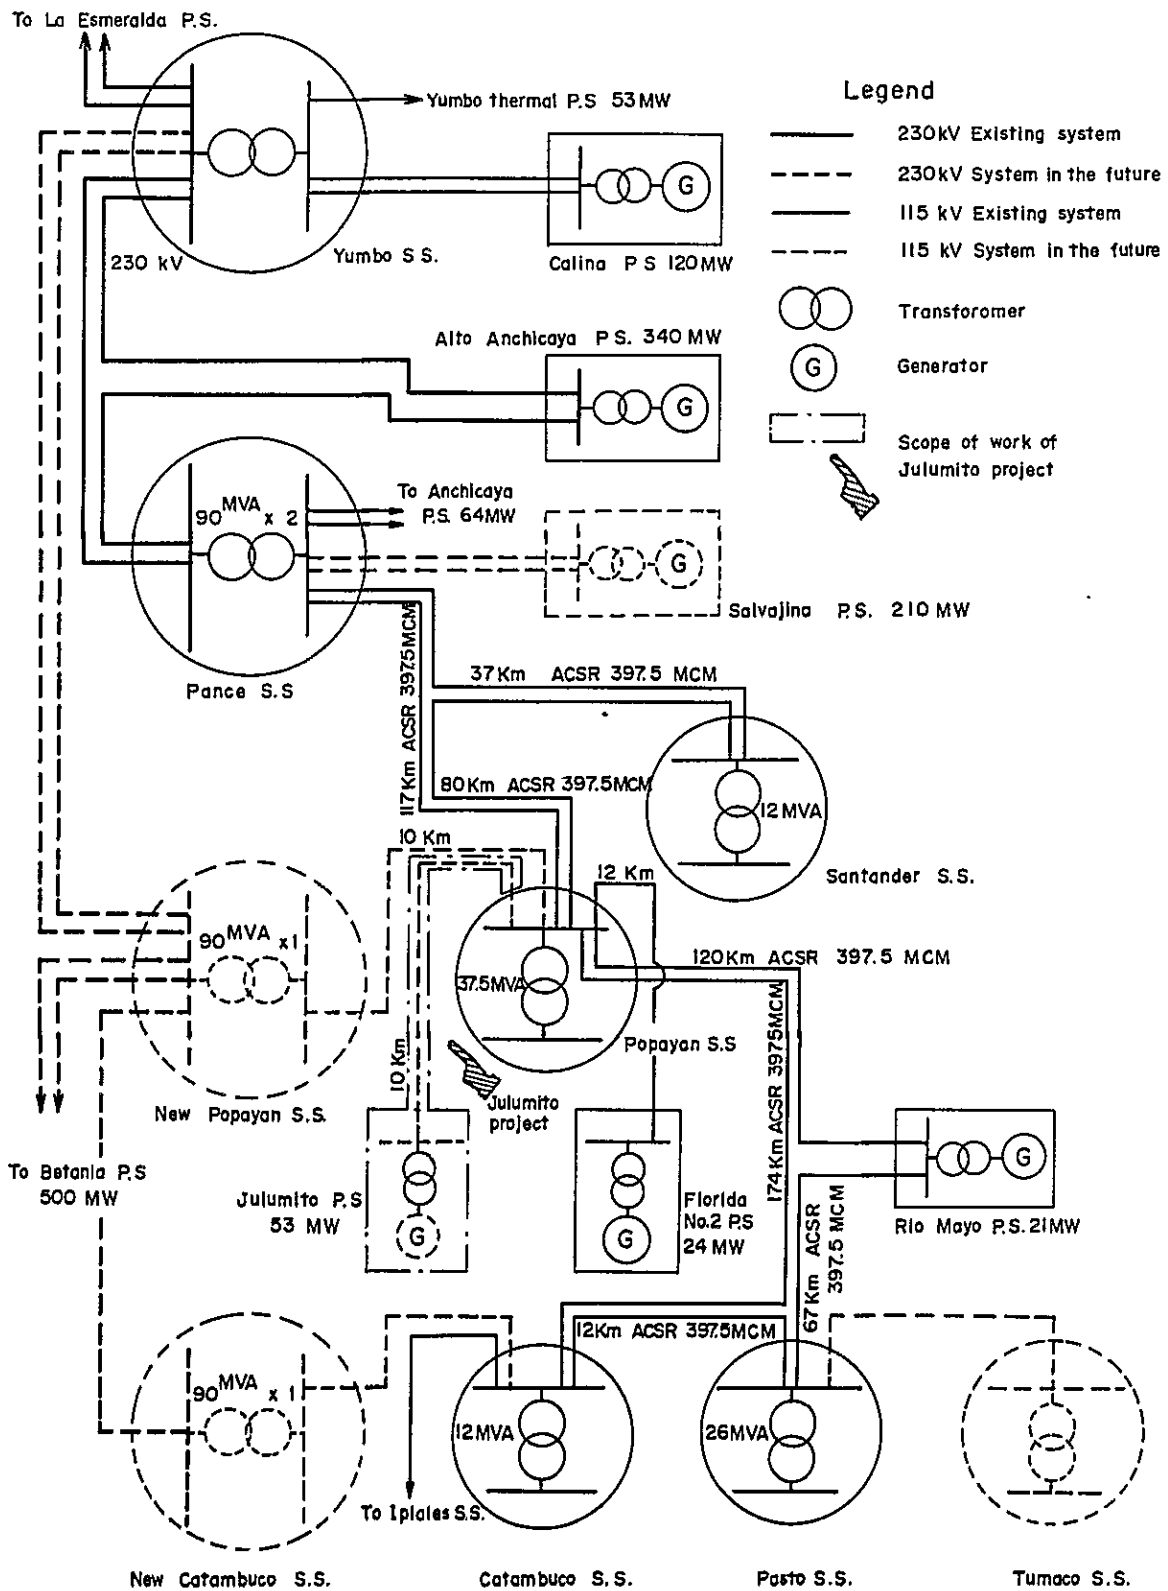 To La Esmeralda P.S.
Legend
Yumbo thermal P.S 53 MW
230kV Existing system
230kV System in the future
115 kV Existing system
115 kV System in the future
G
230 kV
Yumbo S S.
Calina P S 120MW
Transforomer
Alto Anchicaya P S. 340 MW
G
Generator
G
Scope of work of
Julumito project
90 MVA x 2
To Anchicaya
P.S. 64MW
G
Salvajina P.S. 210 MW
Pance S.S
117Km ACSR 397.5MCM
37Km ACSR 397.5 MCM
80Km ACSR 397.5MCM
12MVA
Santander S.S.
10 Km
12 Km
90 MVA x1
37.5MVA
120Km ACSR 397.5 MCM
Popayan S.S
10 Km
174Km ACSR 397.5MCM
New Popayan S.S.
Julumito
project
To Betania P.S
500 MW
Julumito P.S
53 MW
G
Florida
No.2 P.S
24 MW
G
G
Rio Mayo P.S. 21MW
67Km ACSR
397.5 MCM
12Km ACSR 397.5MCM
90 MVA x 1
12MVA
26MVA
To Ipiales S.S.
New Catambuco S.S.
Catambuco S.S.
Pasto S.S.
Tumaco S.S.